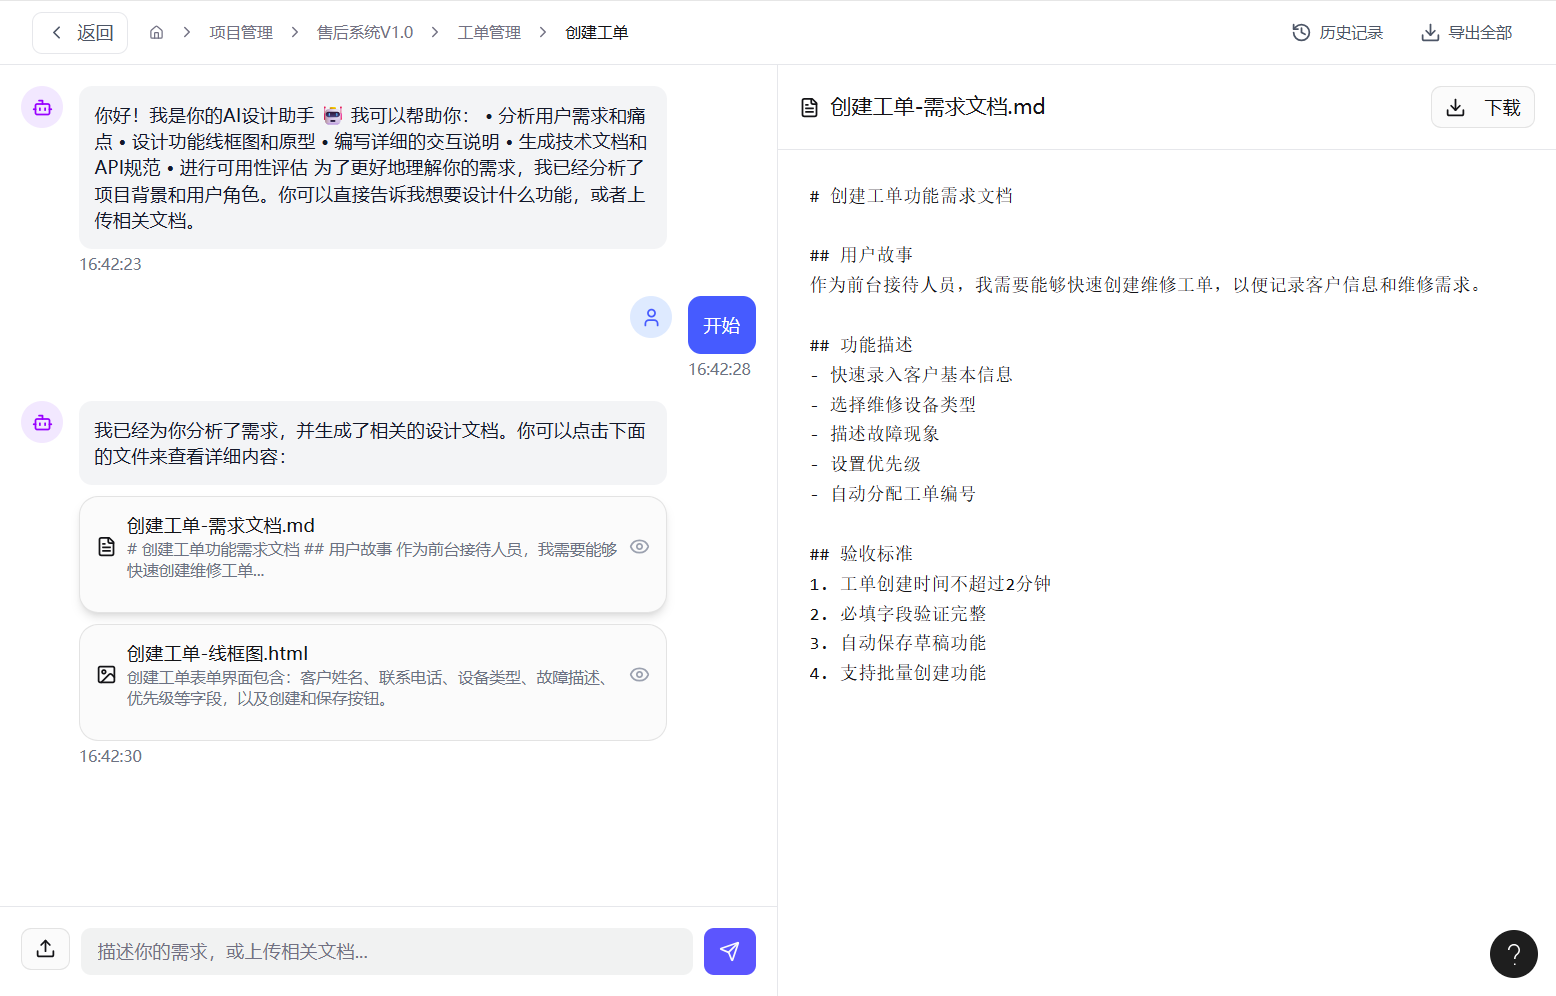 返回
项目管理
售后系统V1.0
工单管理
创建工单
历史记录
导出全部
你好！我是你的AI设计助手 🤖 我可以帮助你： • 分析用户需求和痛
点 • 设计功能线框图和原型 • 编写详细的交互说明 • 生成技术文档和
API规范 • 进行可用性评估 为了更好地理解你的需求，我已经分析了
项目背景和用户角色。你可以直接告诉我想要设计什么功能，或者上
传相关文档。
16:42:23
开始
16:42:28
我已经为你分析了需求，并生成了相关的设计文档。你可以点击下面
的文件来查看详细内容：
创建工单-需求文档.md
# 创建工单功能需求文档 ## 用户故事 作为前台接待人员，我需要能够
快速创建维修工单...
创建工单-线框图.html
创建工单表单界面包含：客户姓名、联系电话、设备类型、故障描述、
优先级等字段，以及创建和保存按钮。
16:42:30
描述你的需求，或上传相关文档...
创建工单-需求文档.md
下载
# 创建工单功能需求文档
## 用户故事
作为前台接待人员，我需要能够快速创建维修工单，以便记录客户信息和维修需求。
## 功能描述
- 快速录入客户基本信息
- 选择维修设备类型
- 描述故障现象
- 设置优先级
- 自动分配工单编号
## 验收标准
1. 工单创建时间不超过2分钟
2. 必填字段验证完整
3. 自动保存草稿功能
4. 支持批量创建功能
?